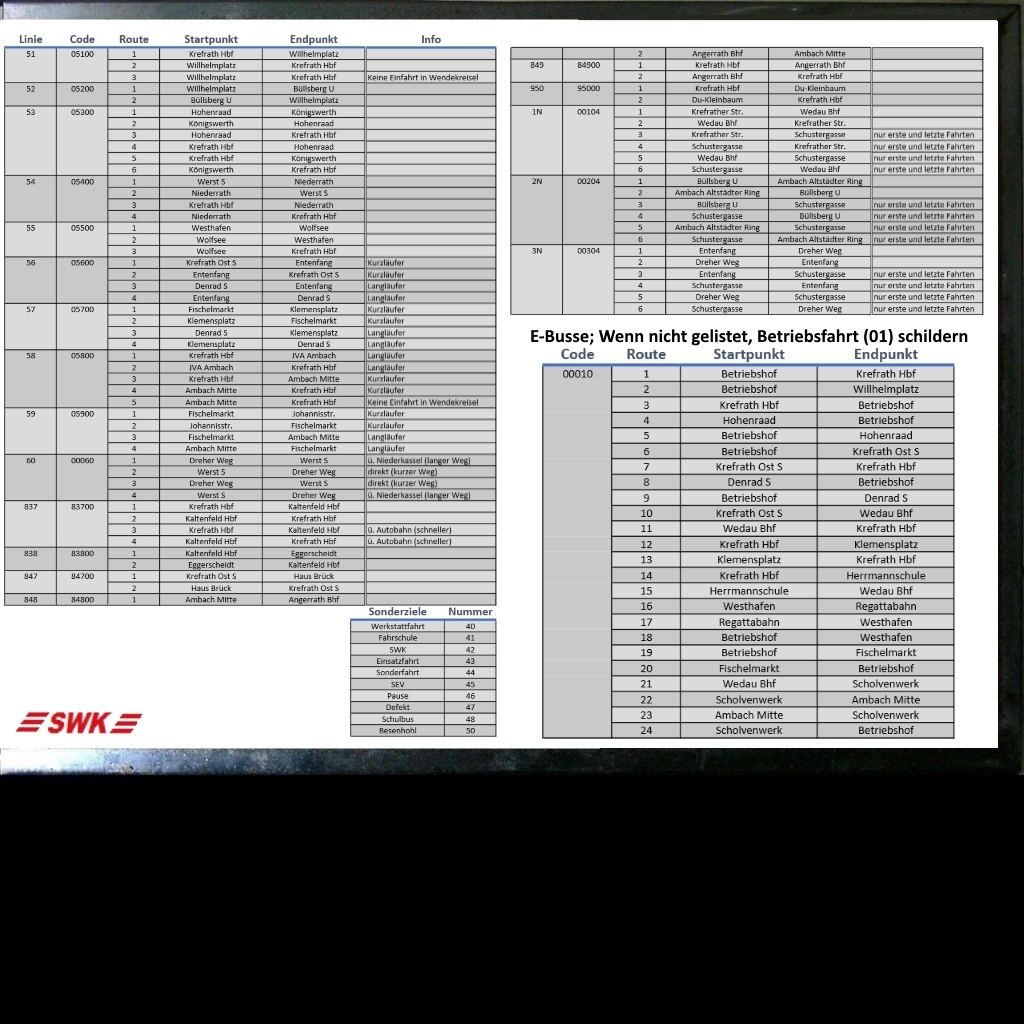 Linie Code Route Startpunkt Endpunkt Info
51 05100 1 Krefrath Hbf Willhelmplatz
2 Willhelmplatz Krefrath Hbf
3 Willhelmplatz Krefrath Hbf Keine Einfahrt in Wendekreisel
52 05200 1 Willhelmplatz Büllsberg U
2 Büllsberg U Willhelmplatz
53 05300 1 Hohenraad Königswerth
2 Königswerth Hohenraad
3 Hohenraad Krefrath Hbf
4 Krefrath Hbf Hohenraad
5 Krefrath Hbf Königswerth
6 Königswerth Krefrath Hbf
54 05400 1 Werst S Niederrath
2 Niederrath Werst S
3 Krefrath Hbf Niederrath
4 Niederrath Krefrath Hbf
55 05500 1 Westhafen Wolfsee
2 Wolfsee Westhafen
3 Wolfsee Krefrath Hbf
56 05600 1 Krefrath Ost S Entenfang Kurzläufer
2 Entenfang Krefrath Ost S Kurzläufer
3 Denrad S Entenfang Langläufer
4 Entenfang Denrad S Langläufer
57 05700 1 Fischelmarkt Klemensplatz Kurzläufer
2 Klemensplatz Fischelmarkt Kurzläufer
3 Denrad S Klemensplatz Langläufer
4 Klemensplatz Denrad S Langläufer
58 05800 1 Krefrath Hbf JVA Ambach Langläufer
2 JVA Ambach Krefrath Hbf Langläufer
3 Krefrath Hbf Ambach Mitte Kurzläufer
4 Ambach Mitte Krefrath Hbf Kurzläufer
5 Ambach Mitte Krefrath Hbf Keine Einfahrt in Wendekreisel
59 05900 1 Fischelmarkt Johannisstr. Kurzläufer
2 Johannisstr. Fischelmarkt Kurzläufer
3 Fischelmarkt Ambach Mitte Langläufer
4 Ambach Mitte Fischelmarkt Langläufer
60 00060 1 Dreher Weg Werst S ü. Niederkassel (langer Weg)
2 Werst S Dreher Weg direkt (kurzer Weg)
3 Dreher Weg Werst S direkt (kurzer Weg)
4 Werst S Dreher Weg ü. Niederkassel (langer Weg)
837 83700 1 Krefrath Hbf Kaltenfeld Hbf
2 Kaltenfeld Hbf Krefrath Hbf
3 Krefrath Hbf Kaltenfeld Hbf ü. Autobahn (schneller)
4 Kaltenfeld Hbf Krefrath Hbf ü. Autobahn (schneller)
838 83800 1 Kaltenfeld Hbf Eggerscheidt
2 Eggerscheidt Kaltenfeld Hbf
847 84700 1 Krefrath Ost S Haus Brück
2 Haus Brück Krefrath Ost S
848 84800 1 Ambach Mitte Angerrath Bhf
2 Angerrath Bhf Ambach Mitte
849 84900 1 Krefrath Hbf Angerrath Bhf
2 Angerrath Bhf Krefrath Hbf
950 95000 1 Krefrath Hbf Du-Kleinbaum
2 Du-Kleinbaum Krefrath Hbf
1N 00104 1 Krefrather Str. Wedau Bhf
2 Wedau Bhf Krefrather Str.
3 Krefrather Str. Schustergasse nur erste und letzte Fahrten
4 Schustergasse Krefrather Str. nur erste und letzte Fahrten
5 Wedau Bhf Schustergasse nur erste und letzte Fahrten
6 Schustergasse Wedau Bhf nur erste und letzte Fahrten
2N 00204 1 Büllsberg U Ambach Altstädter Ring
2 Ambach Altstädter Ring Büllsberg U
3 Büllsberg U Schustergasse nur erste und letzte Fahrten
4 Schustergasse Büllsberg U nur erste und letzte Fahrten
5 Ambach Altstädter Ring Schustergasse nur erste und letzte Fahrten
6 Schustergasse Ambach Altstädter Ring nur erste und letzte Fahrten
3N 00304 1 Entenfang Dreher Weg
2 Dreher Weg Entenfang
3 Entenfang Schustergasse nur erste und letzte Fahrten
4 Schustergasse Entenfang nur erste und letzte Fahrten
5 Dreher Weg Schustergasse nur erste und letzte Fahrten
6 Schustergasse Dreher Weg nur erste und letzte Fahrten
E-Busse; Wenn nicht gelistet, Betriebsfahrt (01) schildern
Code Route Startpunkt Endpunkt
00010 1 Betriebshof Krefrath Hbf
2 Betriebshof Willhelmplatz
3 Krefrath Hbf Betriebshof
4 Hohenraad Betriebshof
5 Betriebshof Hohenraad
6 Betriebshof Krefrath Ost S
7 Krefrath Ost S Krefrath Hbf
8 Denrad S Betriebshof
9 Betriebshof Denrad S
10 Krefrath Ost S Wedau Bhf
11 Wedau Bhf Krefrath Hbf
12 Krefrath Hbf Klemensplatz
13 Klemensplatz Krefrath Hbf
14 Krefrath Hbf Herrmannschule
15 Herrmannschule Wedau Bhf
16 Westhafen Regattabahn
17 Regattabahn Westhafen
18 Betriebshof Westhafen
19 Betriebshof Fischelmarkt
20 Fischelmarkt Betriebshof
21 Wedau Bhf Scholvenwerk
22 Scholvenwerk Ambach Mitte
23 Ambach Mitte Scholvenwerk
24 Scholvenwerk Betriebshof
Sonderziele Nummer
Werkstattfahrt 40
Fahrschule 41
SWK 42
Einsatzfahrt 43
Sonderfahrt 44
SEV 45
Pause 46
Defekt 47
Schulbus 48
Besenhohl 50
SWK